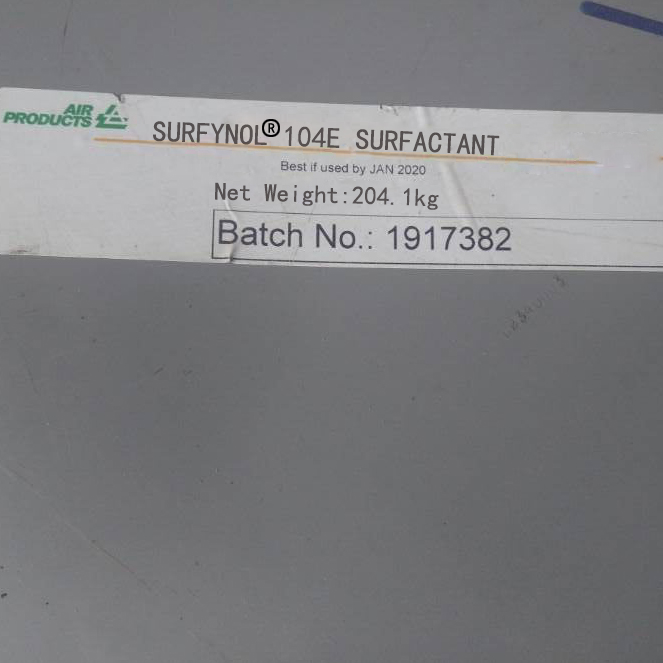 AIR
PRODUCTS
SURFYNOL®104E SURFACTANT
Best if used by JAN 2020
Net Weight:204.1kg
Batch No.: 1917382